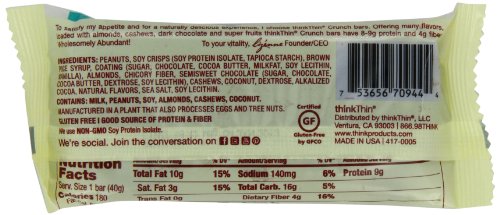 To satisfy my appetite and for a naturally delicious experience, I thinkThin® Crunch bars. Offering many flavors,
loaded with almonds, cashews, dark chocolate and super fruits thinkThin® Crunch bars have 8-9g protein and 4g fiber
Wholesomely Abundant!
To your vitality, Lizanne Founder/CEO
INGREDIENTS: PEANUTS, SOY CRISPS (SOY PROTEIN ISOLATE, TAPIOCA STARCH), BROWN
RICE SYRUP, COATING (SUGAR, CHOCOLATE, COCOA BUTTER, MILKFAT, SOY LECITHIN,
VANILLA), ALMONDS, CHICORY FIBER, SEMISWEET CHOCOLATE (SUGAR, CHOCOLATE,
COCOA BUTTER, DEXTROSE, SOY LECITHIN), CASHEWS, COCONUT, DEXTROSE, ALKALIZED
COCOA, NATURAL FLAVORS, SEA SALT, SOY LECITHIN.
CONTAINS: MILK, PEANUTS, SOY, ALMONDS, CASHEWS, COCONUT.
MANUFACTURED IN A PLANT THAT ALSO PROCESSES EGGS AND TREE NUTS.
GLUTEN FREE I GOOD SOURCE OF PROTEIN & FIBER
We use NON-GMO Soy Protein Isolate.
We're social. Join the conversation on
Certified
GF
Gluten-Free
by GFCO
7 53656 70944 4
thinkThin®
Distributed by thinkThin®, LLC
Ventura, CA 93003 | 866.98THINK
www.thinkproducts.com
MADE IN USA | 417-0005
Nutrition
Facts
Serv. Size 1 bar (40g)
Calories 180
Amount/Serving % DV* Amount/Serving % DV*
Total Fat 10g 15% Sodium 140mg 6% Protein 9g
Sat. Fat 3g 15% Total Carb. 16g 5%
Trans Fat 0g Dietary Fiber 4g 16%